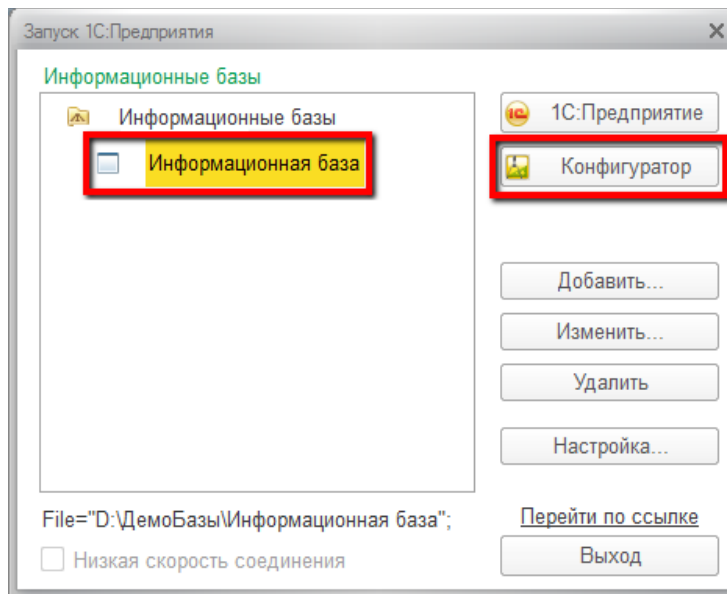 Запуск 1С:Предприятия
Информационные базы
Информационные базы
Информационная база
1С:Предприятие
Конфигуратор
Добавить...
Изменить...
Удалить
Настройка...
File="D:\ДемоБазы\Информационная база";
Перейти по ссылке
Низкая скорость соединения
Выход